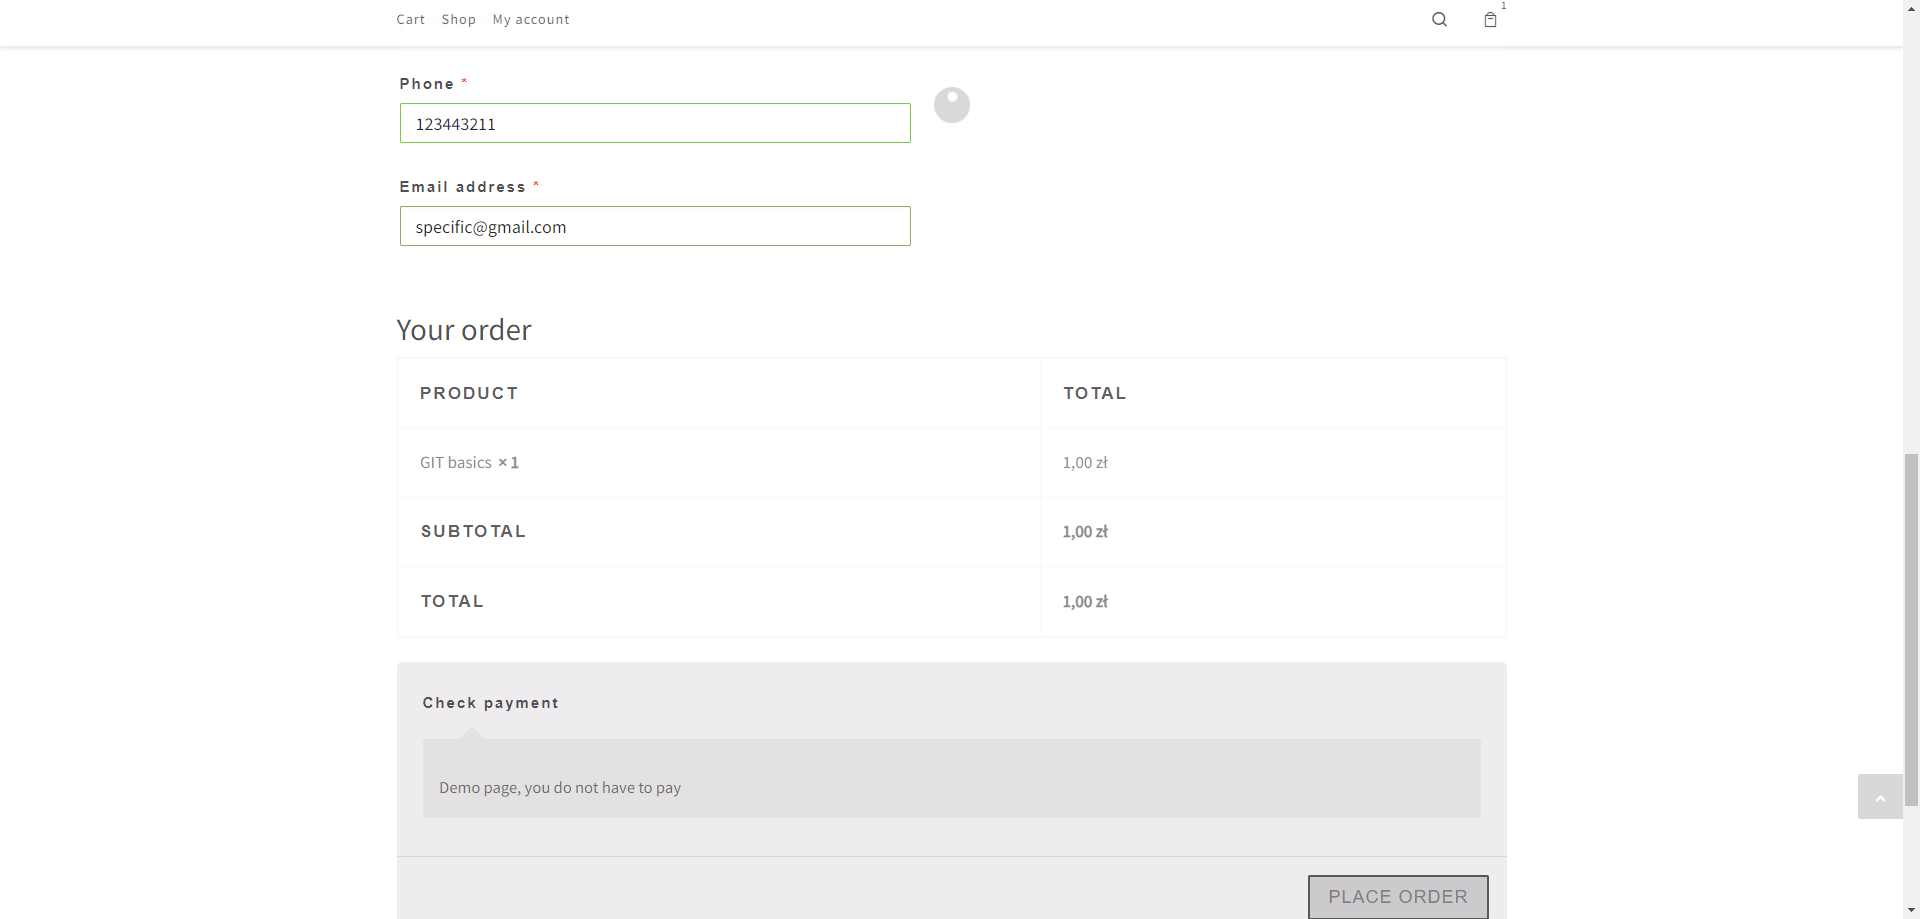 Cart Shop My account 1
Phone *
123443211
Email address *
specific@gmail.com
Your order
PRODUCT TOTAL
GIT basics × 1 1,00 zł
SUBTOTAL 1,00 zł
TOTAL 1,00 zł
Check payment
Demo page, you do not have to pay
PLACE ORDER